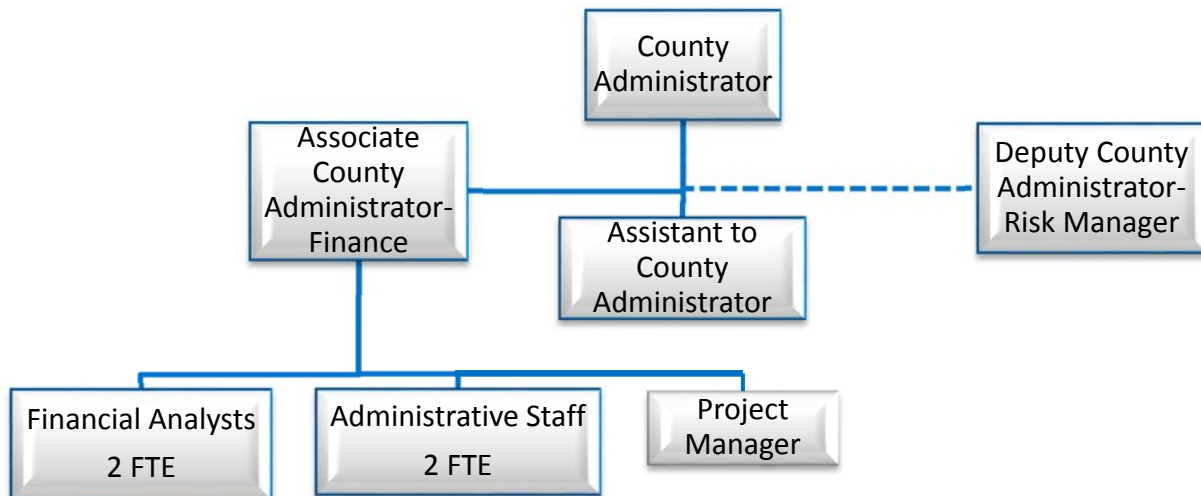 County
Administrator
Associate
County
Administrator-
Finance
Deputy County
Administrator-
Risk Manager
Assistant to
County
Administrator
Financial Analysts
2 FTE
Administrative Staff
2 FTE
Project
Manager